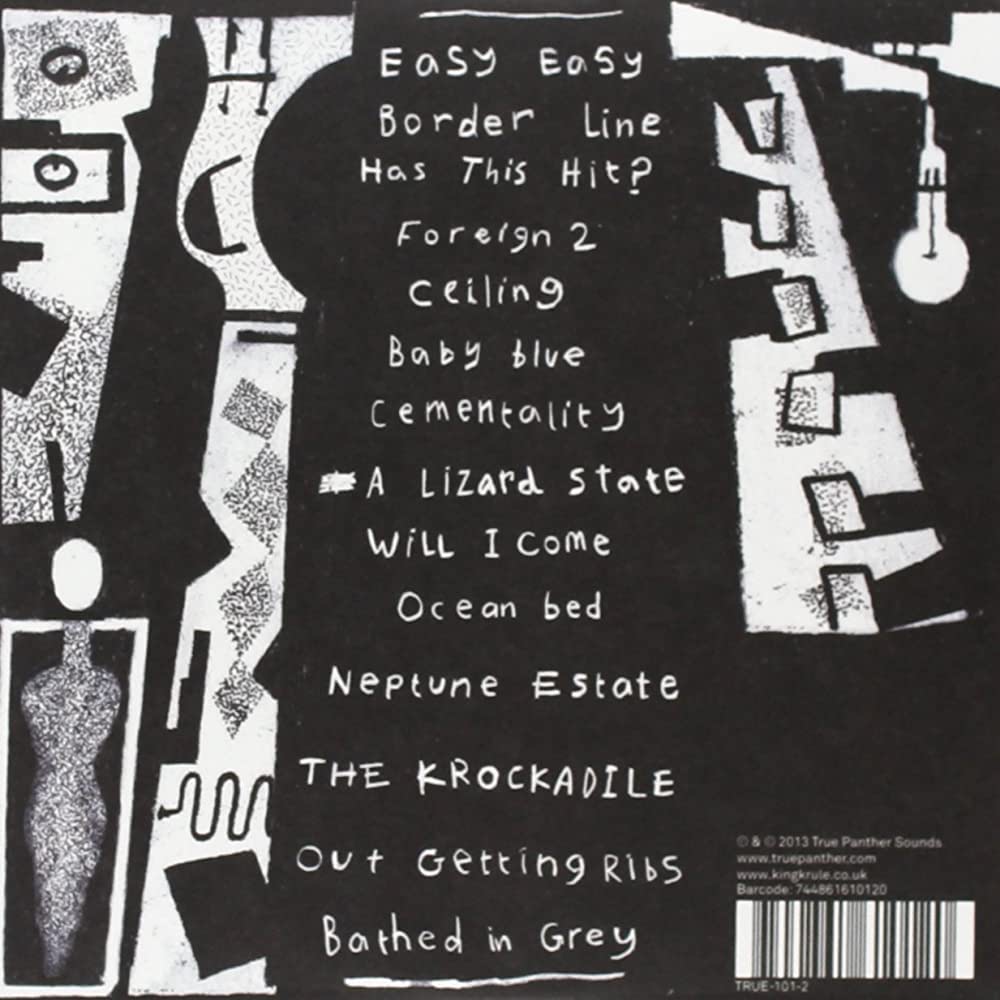 Easy Easy
Border Line
Has This Hit?
Foreign 2
Ceiling
Baby blue
Cementality
A Lizard State
Will I Come
Ocean bed
Neptune Estate
THE KROCKADILE
Out Getting Ribs
Bathed in Grey
℗ & © 2013 True Panther Sounds
www.truepanther.com
www.kingkrule.co.uk
Barcode: 744861610120
TRUE-101-2